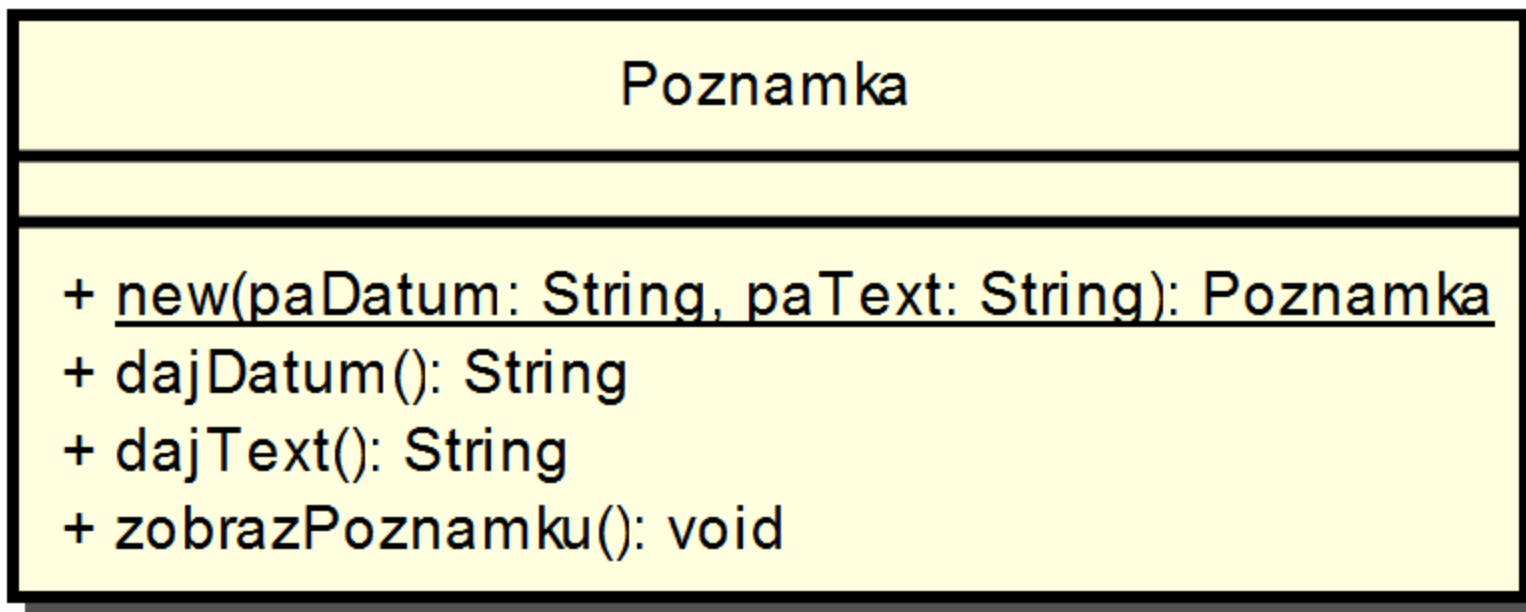 Poznamka
+ new(paDatum: String, paText: String): Poznamka
+ dajDatum(): String
+ dajText(): String
+ zobrazPoznamku(): void